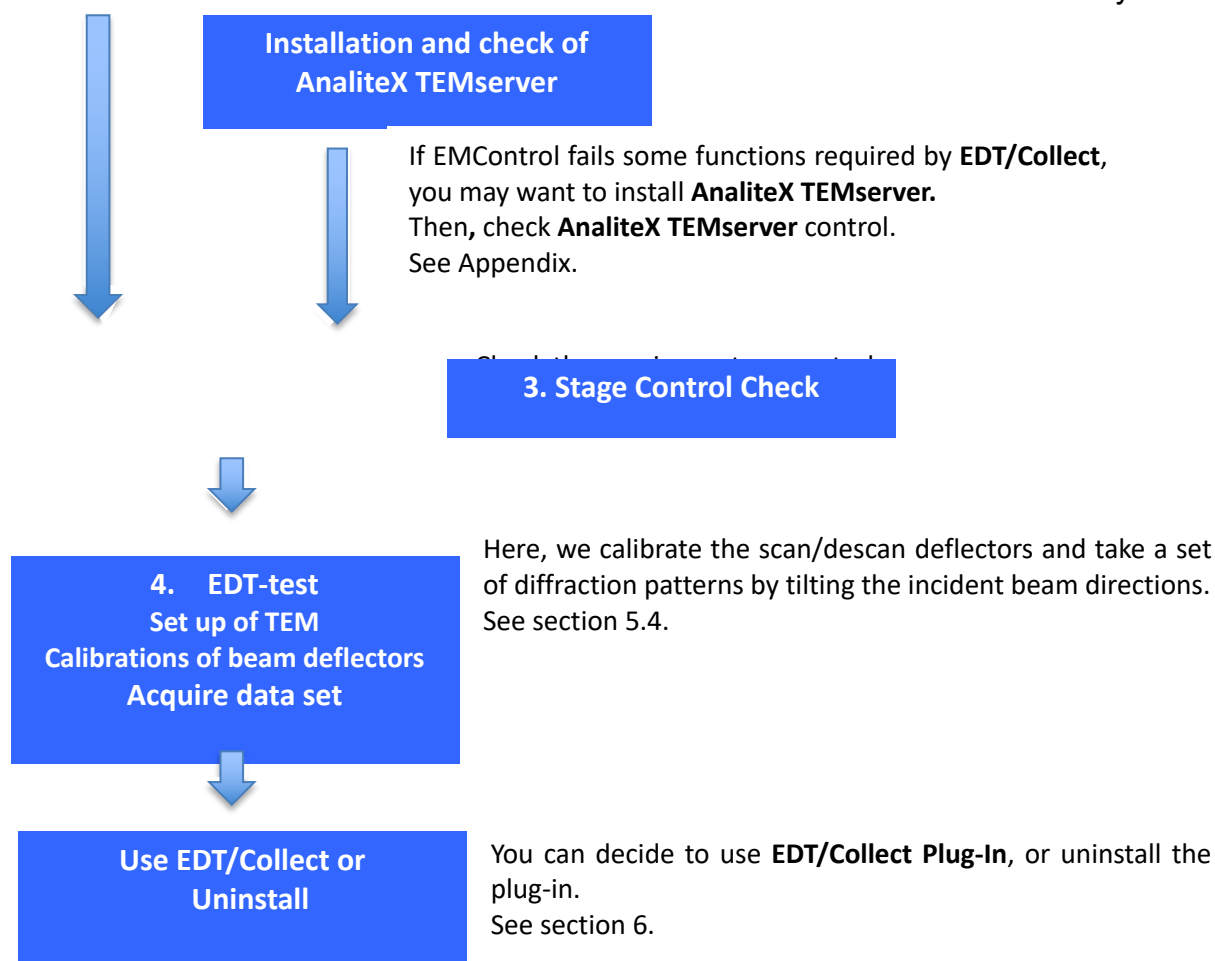 Installation and check of
AnaliteX TEMserver
If EMControl fails some functions required by EDT/Collect,
you may want to install AnaliteX TEMserver.
Then, check AnaliteX TEMserver control.
See Appendix.
3. Stage Control Check
4. EDT-test
Set up of TEM
Calibrations of beam deflectors
Acquire data set
Here, we calibrate the scan/descan deflectors and take a set
of diffraction patterns by tilting the incident beam directions.
See section 5.4.
Use EDT/Collect or
Uninstall
You can decide to use EDT/Collect Plug-In, or uninstall the
plug-in.
See section 6.